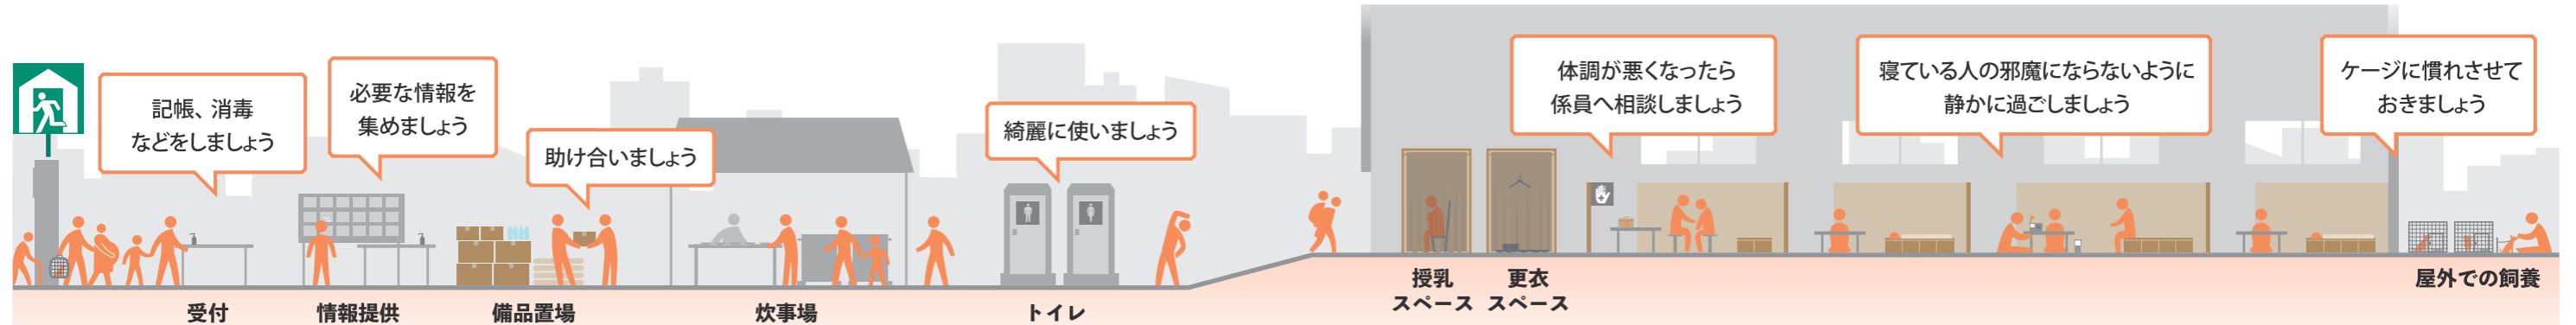 記帳、消毒
などをしましょう
必要な情報を
集めましょう
助け合いましょう
綺麗に使いましょう
体調が悪くなったら
係員へ相談しましょう
寝ている人の邪魔にならないように
静かに過ごしましょう
ケージに慣れさせて
おきましょう
受付
情報提供
備品置場
炊事場
トイレ
授乳
スペース
更衣
スペース
屋外での飼養